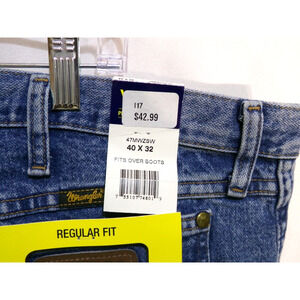 117
$42.99
47MWZSW
40 X 32
FITS OVER BOOTS
Wrangler
REGULAR FIT